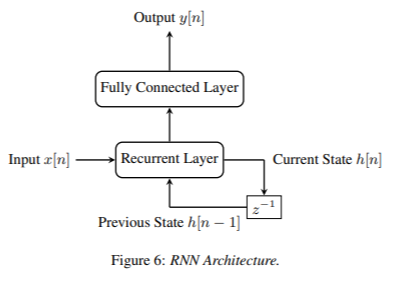 Output y[n]
Fully Connected Layer
Input x[n]
Recurrent Layer
Current State h[n]
z⁻¹
Previous State h[n − 1]
Figure 6: RNN Architecture.